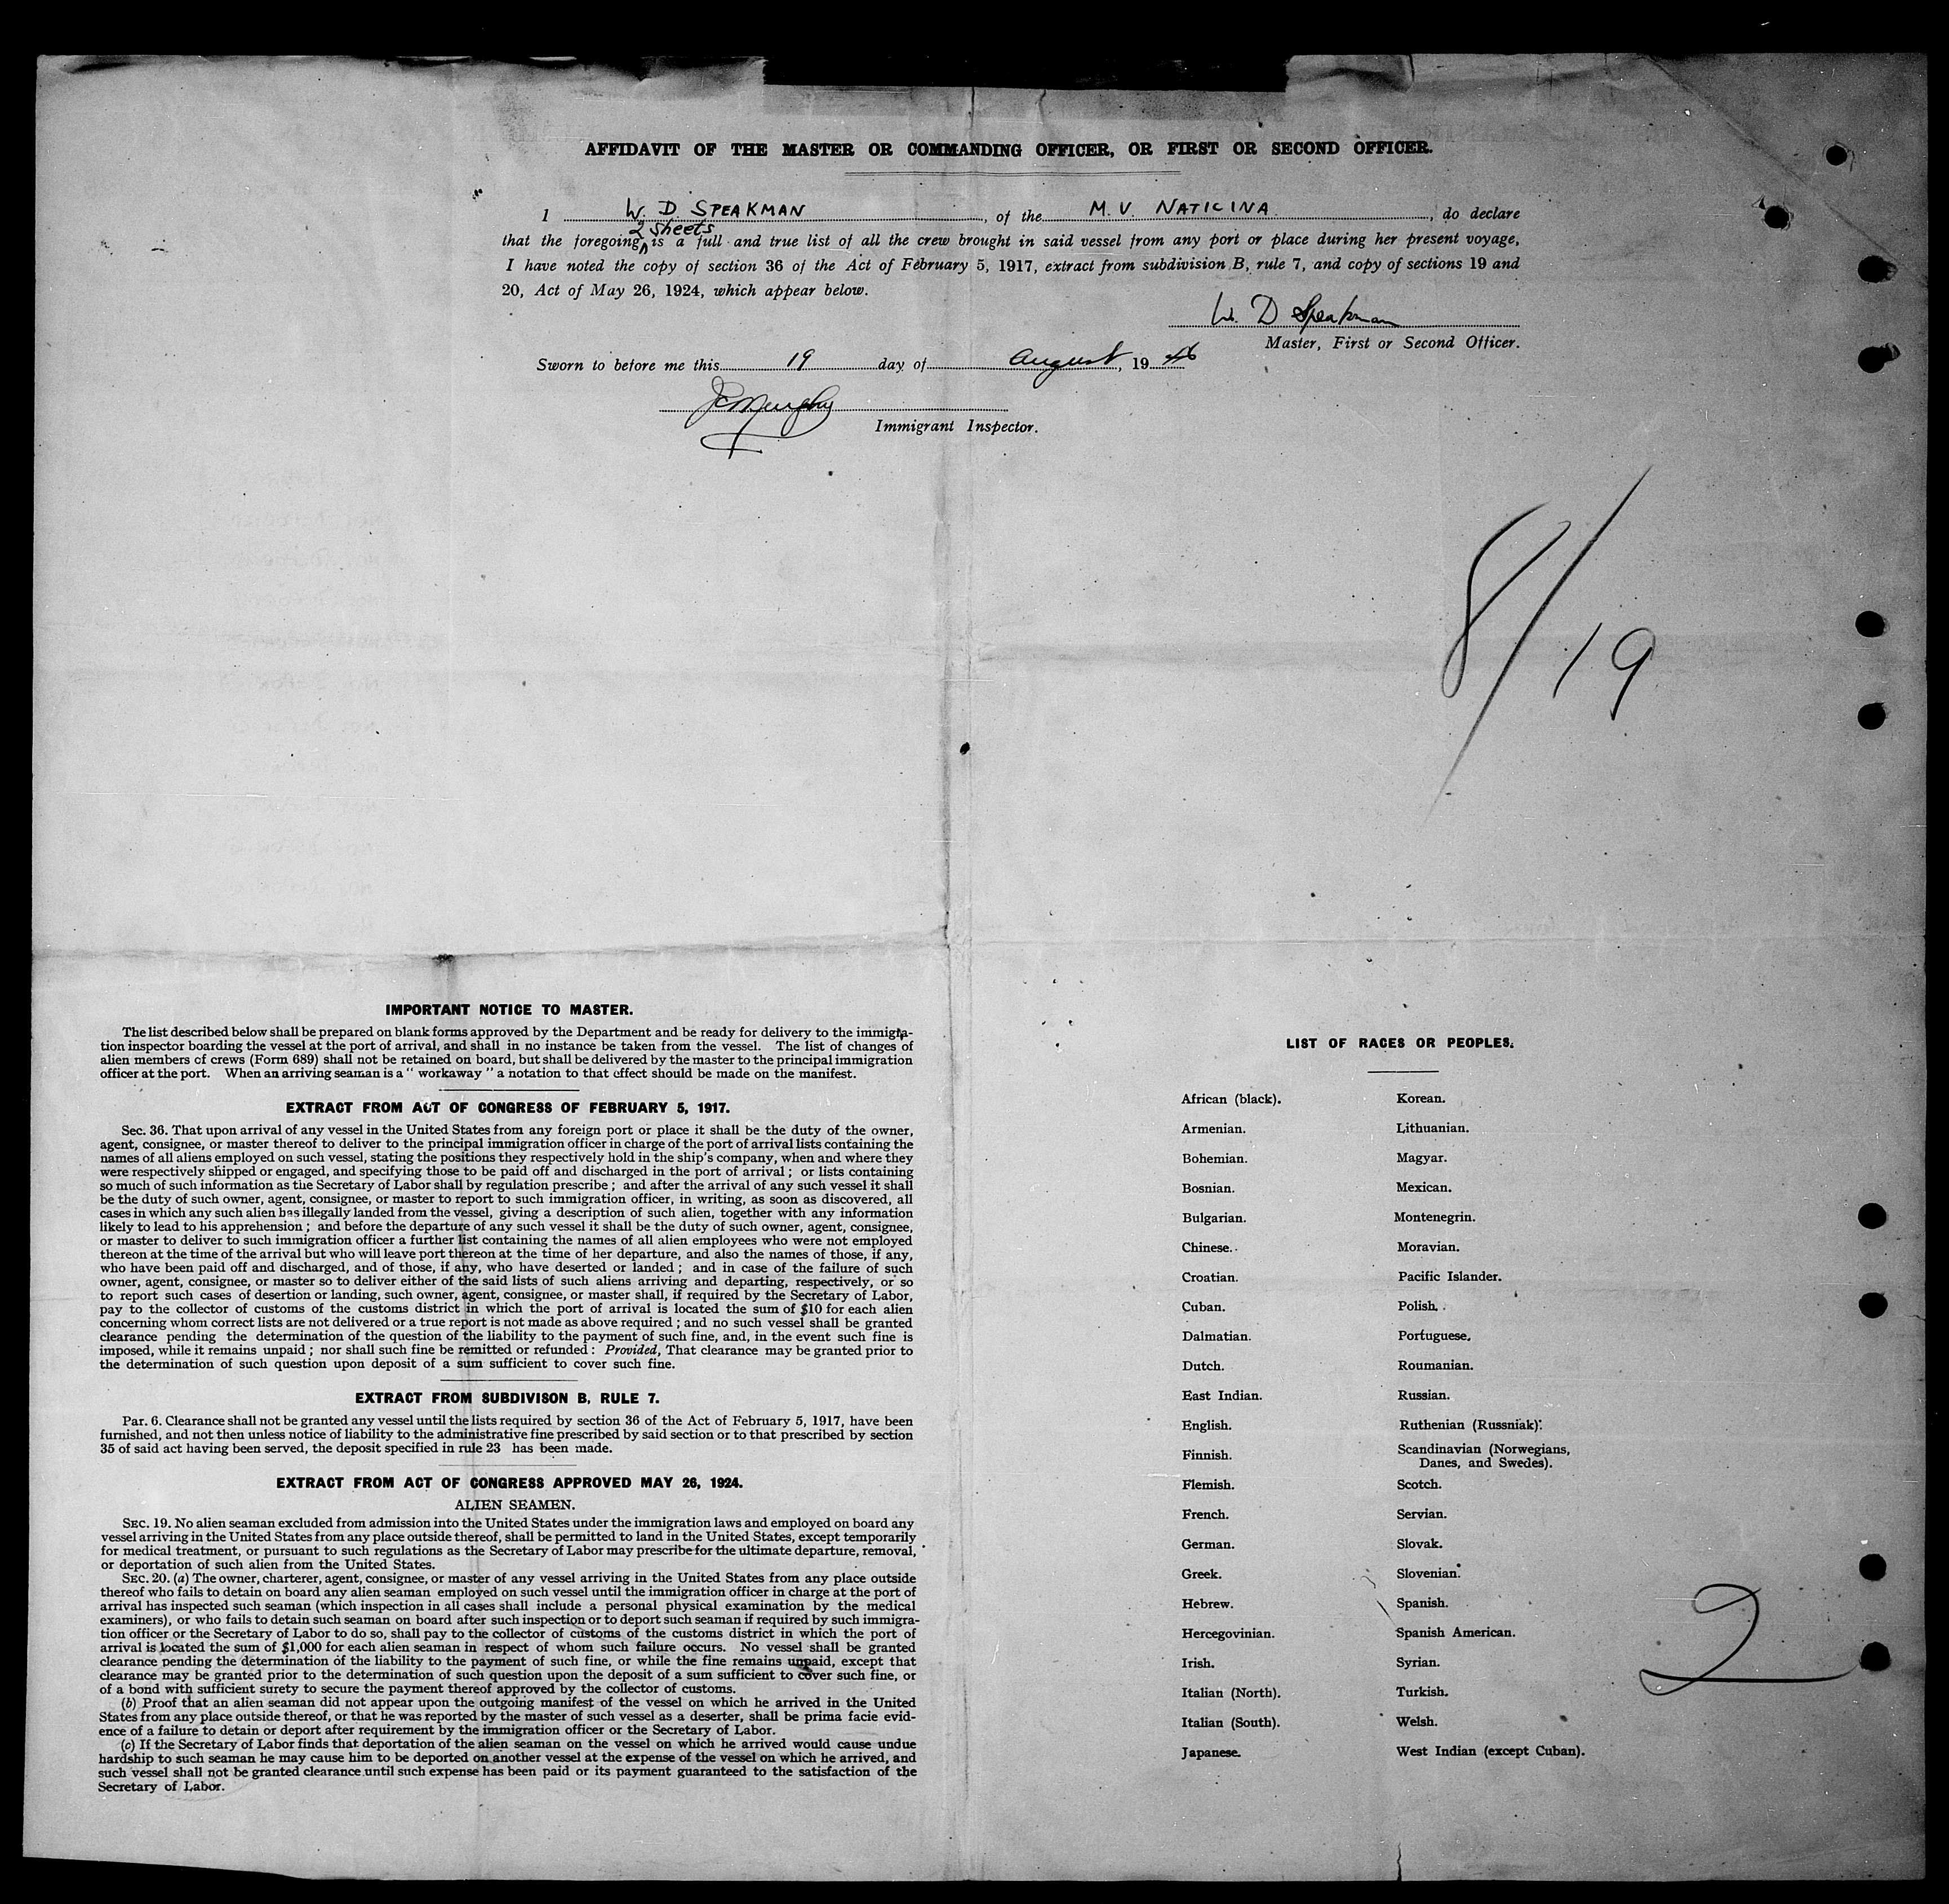 AFFIDAVIT OF THE MASTER OR COMMANDING OFFICER, OR FIRST OR SECOND OFFICER.
I W. D. SPEAKMAN, of the M. V. NATICINA, do declare
2 sheets
that the foregoing is a full and true list of all the crew brought in said vessel from any port or place during her present voyage,
I have noted the copy of section 36 of the Act of February 5, 1917, extract from subdivision B, rule 7, and copy of sections 19 and
20, Act of May 26, 1924, which appear below.
W. D Speakman
Master, First or Second Officer.
Sworn to before me this 19 day of August, 19 46
Immigrant Inspector.
8/19
IMPORTANT NOTICE TO MASTER.
The list described below shall be prepared on blank forms approved by the Department and be ready for delivery to the immigra-
tion inspector boarding the vessel at the port of arrival, and shall in no instance be taken from the vessel. The list of changes of
alien members of crews (Form 689) shall not be retained on board, but shall be delivered by the master to the principal immigration
officer at the port. When an arriving seaman is a "workaway" a notation to that effect should be made on the manifest.
EXTRACT FROM ACT OF CONGRESS OF FEBRUARY 5, 1917.
Sec. 36. That upon arrival of any vessel in the United States from any foreign port or place it shall be the duty of the owner,
agent, consignee, or master thereof to deliver to the principal immigration officer in charge of the port of arrival lists containing the
names of all aliens employed on such vessel, stating the positions they respectively hold in the ship's company, when and where they
were respectively shipped or engaged, and specifying those to be paid off and discharged in the port of arrival; or lists containing
so much of such information as the Secretary of Labor shall by regulation prescribe; and after the arrival of any such vessel it shall
be the duty of such owner, agent, consignee, or master to report to such immigration officer, in writing, as soon as discovered, all
cases in which any such alien has illegally landed from the vessel, giving a description of such alien, together with any information
likely to lead to his apprehension; and before the departure of any such vessel it shall be the duty of such owner, agent, consignee,
or master to deliver to such immigration officer a further list containing the names of all alien employees who were not employed
thereon at the time of the arrival but who will leave port thereon at the time of her departure, and also the names of those, if any,
who have been paid off and discharged, and of those, if any, who have deserted or landed; and in case of the failure of such
owner, agent, consignee, or master so to deliver either of the said lists of such aliens arriving and departing, respectively, or so
to report such cases of desertion or landing, such owner, agent, consignee, or master shall, if required by the Secretary of Labor,
pay to the collector of customs of the customs district in which the port of arrival is located the sum of $10 for each alien
concerning whom correct lists are not delivered or a true report is not made as above required; and no such vessel shall be granted
clearance pending the determination of the question of the liability to the payment of such fine, and, in the event such fine is
imposed, while it remains unpaid; nor shall such fine be remitted or refunded: Provided, That clearance may be granted prior to
the determination of such question upon deposit of a sum sufficient to cover such fine.
EXTRACT FROM SUBDIVISON B, RULE 7.
Par. 6. Clearance shall not be granted any vessel until the lists required by section 36 of the Act of February 5, 1917, have been
furnished, and not then unless notice of liability to the administrative fine prescribed by said section or to that prescribed by section
35 of said act having been served, the deposit specified in rule 23 has been made.
EXTRACT FROM ACT OF CONGRESS APPROVED MAY 26, 1924.
ALIEN SEAMEN.
SEC. 19. No alien seaman excluded from admission into the United States under the immigration laws and employed on board any
vessel arriving in the United States from any place outside thereof, shall be permitted to land in the United States, except temporarily
for medical treatment, or pursuant to such regulations as the Secretary of Labor may prescribe for the ultimate departure, removal,
or deportation of such alien from the United States.
SEC. 20. (a) The owner, charterer, agent, consignee, or master of any vessel arriving in the United States from any place outside
thereof who fails to detain on board any alien seaman employed on such vessel until the immigration officer in charge at the port of
arrival has inspected such seaman (which inspection in all cases shall include a personal physical examination by the medical
examiners), or who fails to detain such seaman on board after such inspection or to deport such seaman if required by such immigra-
tion officer or the Secretary of Labor to do so, shall pay to the collector of customs of the customs district in which the port of
arrival is located the sum of $1,000 for each alien seaman in respect of whom such failure occurs. No vessel shall be granted
clearance pending the determination of the liability to the payment of such fine, or while the fine remains unpaid, except that
clearance may be granted prior to the determination of such question upon the deposit of a sum sufficient to cover such fine, or
of a bond with sufficient surety to secure the payment thereof approved by the collector of customs.
(b) Proof that an alien seaman did not appear upon the outgoing manifest of the vessel on which he arrived in the United
States from any place outside thereof, or that he was reported by the master of such vessel as a deserter, shall be prima facie evid-
ence of a failure to detain or deport after requirement by the immigration officer or the Secretary of Labor.
(c) If the Secretary of Labor finds that deportation of the alien seaman on the vessel on which he arrived would cause undue
hardship to such seaman he may cause him to be deported on another vessel at the expense of the vessel on which he arrived, and
such vessel shall not be granted clearance until such expense has been paid or its payment guaranteed to the satisfaction of the
Secretary of Labor.
LIST OF RACES OR PEOPLES.
African (black). Korean.
Armenian. Lithuanian.
Bohemian. Magyar.
Bosnian. Mexican.
Bulgarian. Montenegrin.
Chinese. Moravian.
Croatian. Pacific Islander.
Cuban. Polish.
Dalmatian. Portuguese.
Dutch. Roumanian.
East Indian. Russian.
English. Ruthenian (Russniak).
Finnish. Scandinavian (Norwegians,
Danes, and Swedes).
Flemish. Scotch.
French. Servian.
German. Slovak.
Greek. Slovenian.
Hebrew. Spanish.
Hercegovinian. Spanish American.
Irish. Syrian.
Italian (North). Turkish.
Italian (South). Welsh.
Japanese. West Indian (except Cuban).
2